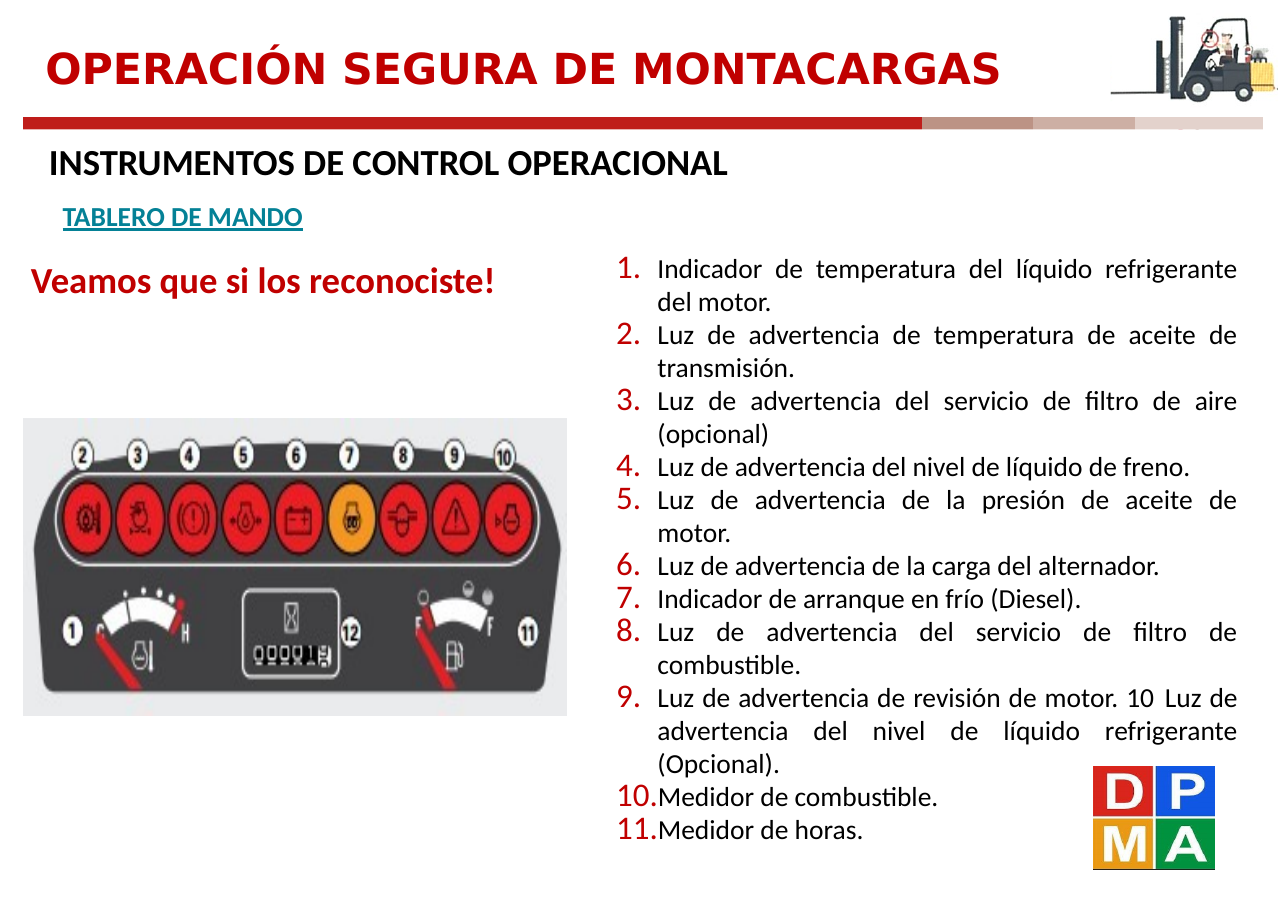 OPERACIÓN SEGURA DE MONTACARGAS
INSTRUMENTOS DE CONTROL OPERACIONAL
TABLERO DE MANDO
Veamos que si los reconociste!
1. Indicador de temperatura del líquido refrigerante
del motor.
2. Luz de advertencia de temperatura de aceite de
transmisión.
3. Luz de advertencia del servicio de filtro de aire
(opcional)
4. Luz de advertencia del nivel de líquido de freno.
5. Luz de advertencia de la presión de aceite de
motor.
6. Luz de advertencia de la carga del alternador.
7. Indicador de arranque en frío (Diesel).
8. Luz de advertencia del servicio de filtro de
combustible.
9. Luz de advertencia de revisión de motor. 10 Luz de
advertencia del nivel de líquido refrigerante
(Opcional).
10. Medidor de combustible.
11. Medidor de horas.
2 3 4 5 6 7 8 9 10
1 H 12 F 11
D P
M A